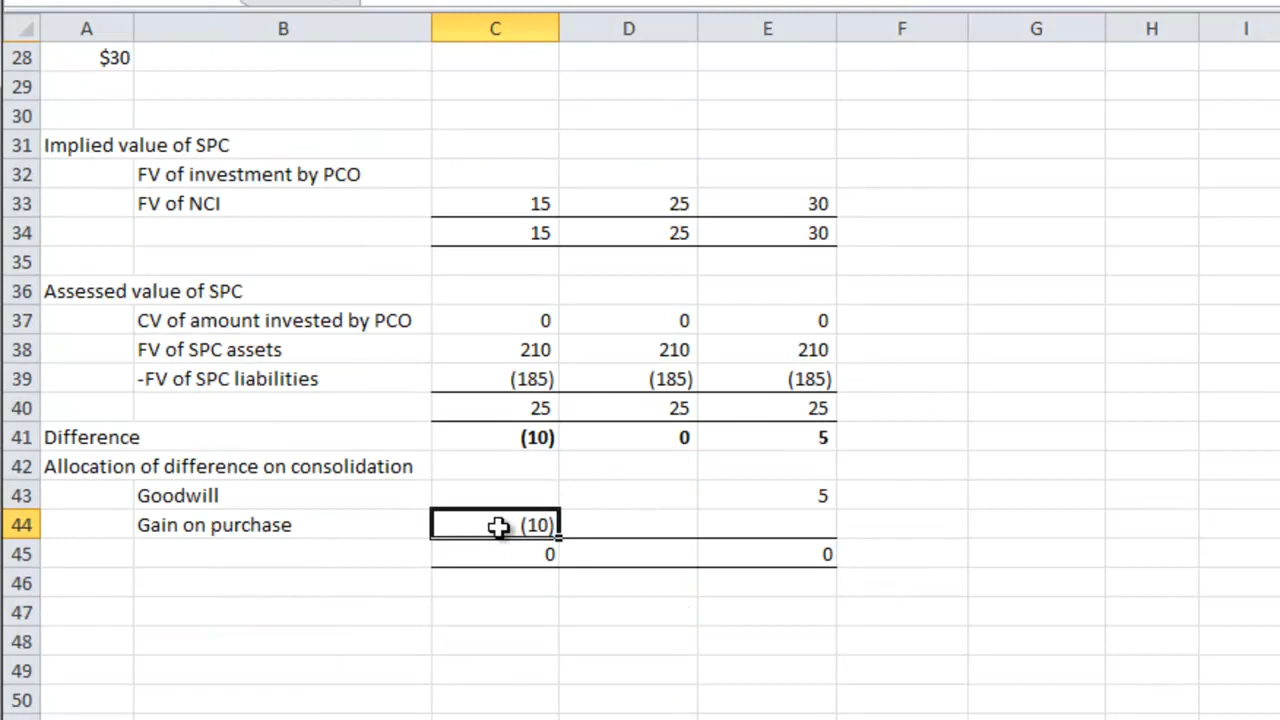 A B C D E F G H I
28 $30
29
30
31 Implied value of SPC
32 FV of investment by PCO
33 FV of NCI 15 25 30
34 15 25 30
35
36 Assessed value of SPC
37 CV of amount invested by PCO 0 0 0
38 FV of SPC assets 210 210 210
39 -FV of SPC liabilities (185) (185) (185)
40 25 25 25
41 Difference (10) 0 5
42 Allocation of difference on consolidation
43 Goodwill 5
44 Gain on purchase (10)
45 0 0
46
47
48
49
50